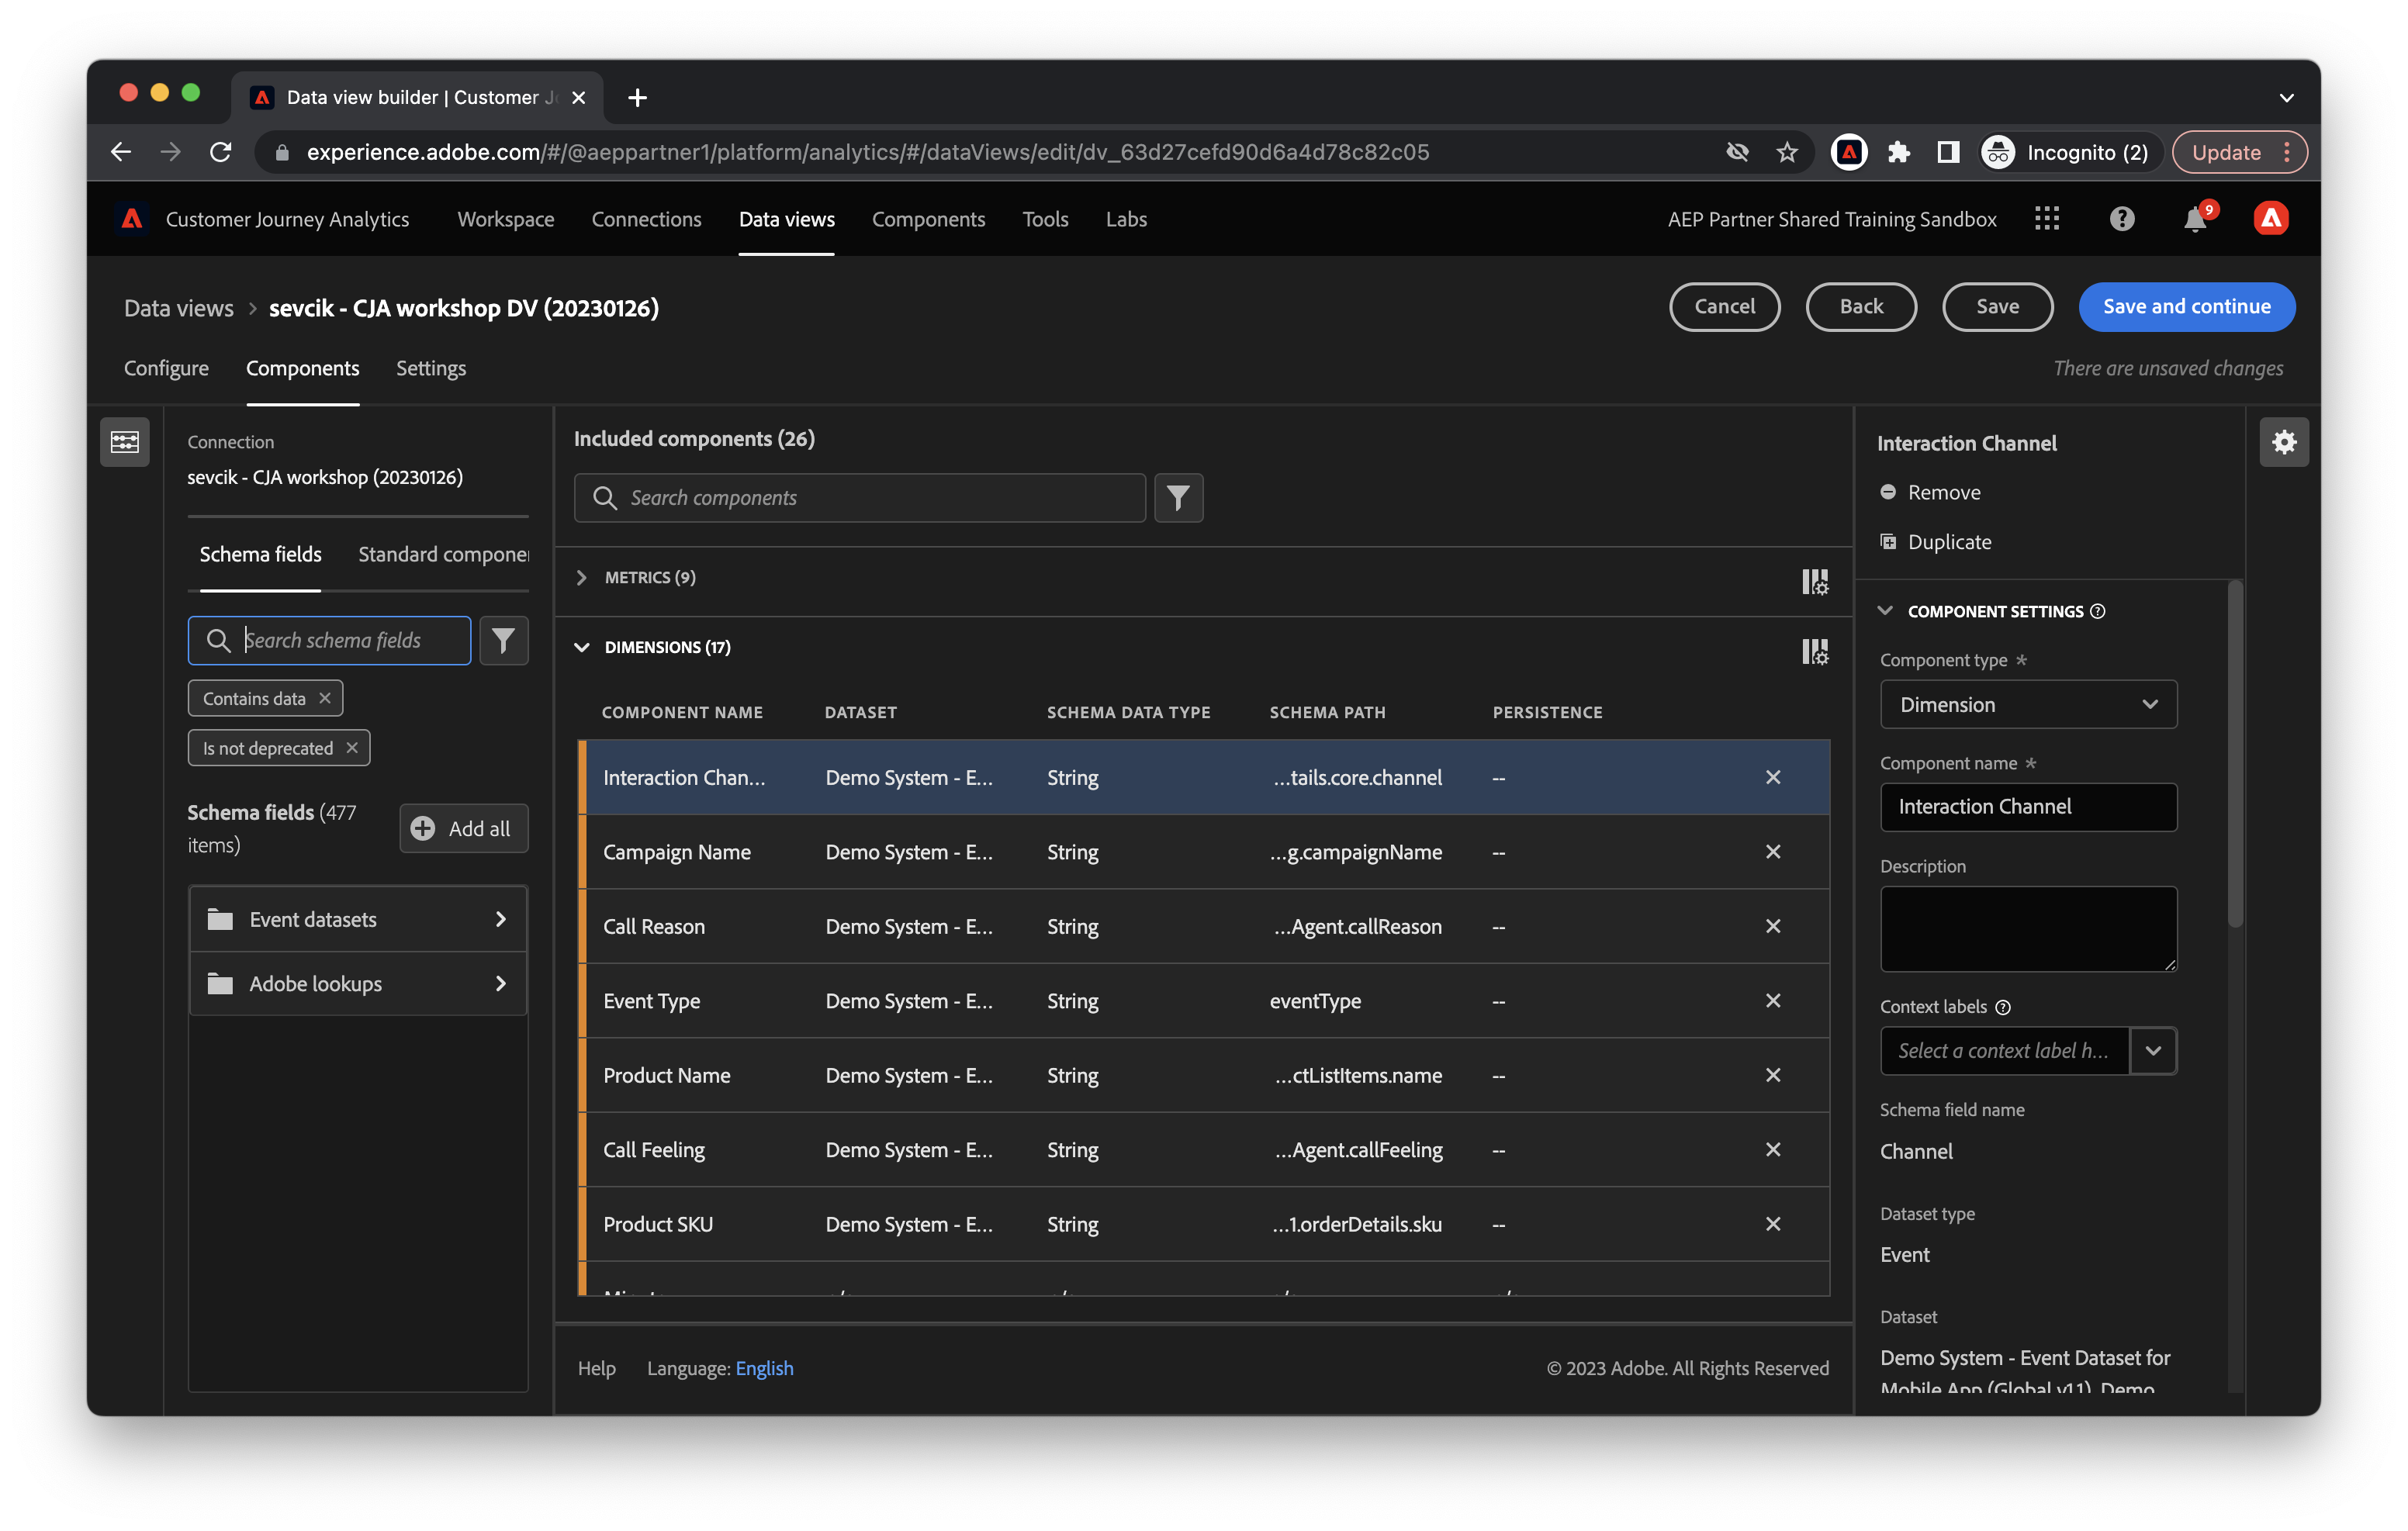 Data view builder | Customer Jo
experience.adobe.com/#/@aeppartner1/platform/analytics/#/dataViews/edit/dv_63d27cefd90d6a4d78c82c05
Incognito (2)
Update
Customer Journey Analytics
Workspace
Connections
Data views
Components
Tools
Labs
AEP Partner Shared Training Sandbox
9
Data views > sevcik - CJA workshop DV (20230126)
Cancel
Back
Save
Save and continue
Configure
Components
Settings
There are unsaved changes
Connection
sevcik - CJA workshop (20230126)
Schema fields
Standard compone
Search schema fields
Contains data
Is not deprecated
Schema fields (477
items)
Add all
Event datasets
Adobe lookups
Included components (26)
Search components
METRICS (9)
DIMENSIONS (17)
COMPONENT NAME DATASET SCHEMA DATA TYPE SCHEMA PATH PERSISTENCE
Interaction Chan... Demo System - E... String ...tails.core.channel --
Campaign Name Demo System - E... String ...g.campaignName --
Call Reason Demo System - E... String ...Agent.callReason --
Event Type Demo System - E... String eventType --
Product Name Demo System - E... String ...ctListItems.name --
Call Feeling Demo System - E... String ...Agent.callFeeling --
Product SKU Demo System - E... String ...1.orderDetails.sku --
Help
Language: English
© 2023 Adobe. All Rights Reserved
Interaction Channel
Remove
Duplicate
COMPONENT SETTINGS
Component type *
Dimension
Component name *
Interaction Channel
Description
Context labels
Select a context label h...
Schema field name
Channel
Dataset type
Event
Dataset
Demo System - Event Dataset for
Mobile App (Global v1.1), Demo